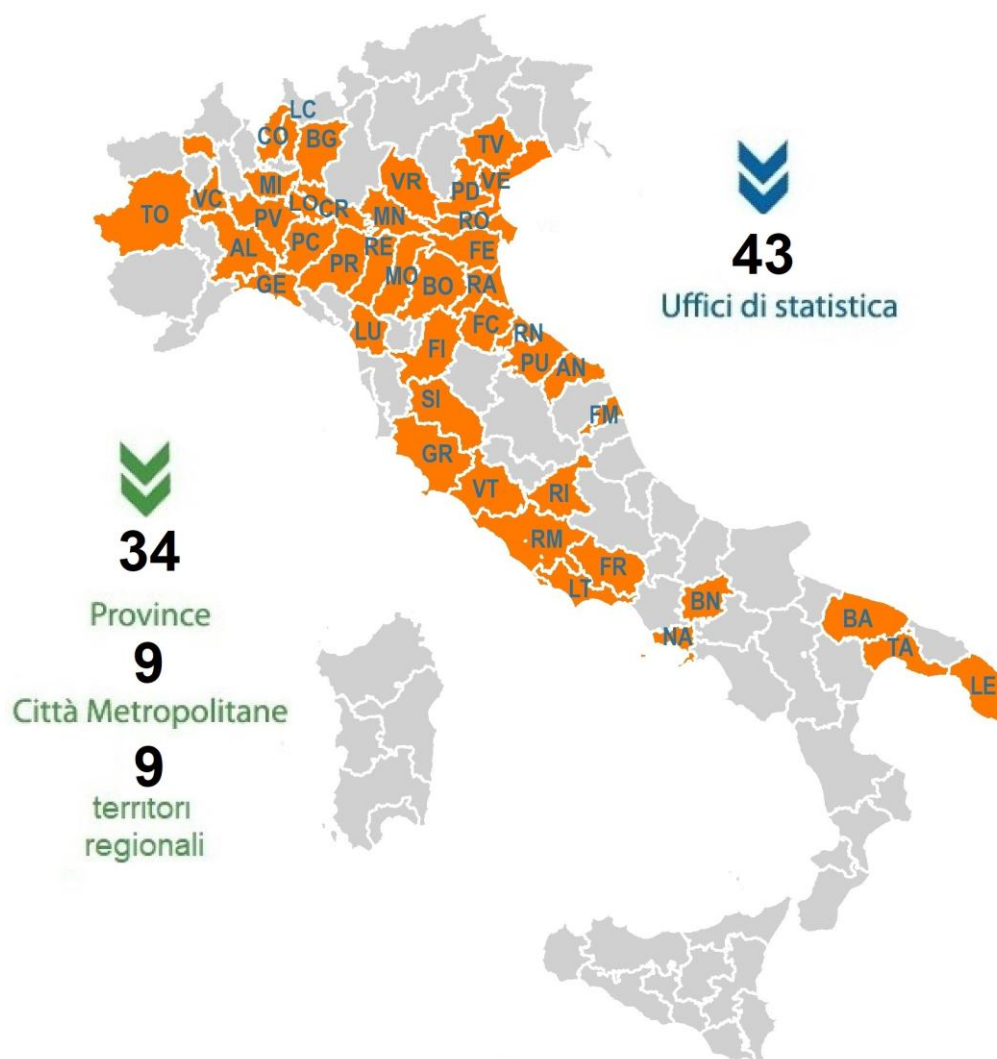 LC
CO
BG
TV
VR
PD
VE
VC
MI
TO
LO
CR
MN
RO
PV
AL
PC
RE
FE
PR
MO
BO
RA
GE
LU
FC
RN
FI
PU
AN
SI
FM
GR
VT
RI
RM
FR
LT
BN
NA
BA
TA
LE
43
Uffici di statistica
34
Province
9
Città Metropolitane
9
territori
regionali
VE